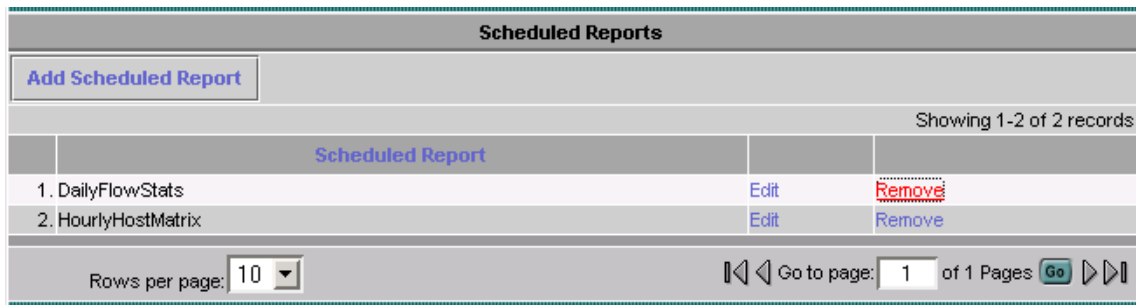 Scheduled Reports
Add Scheduled Report
Showing 1-2 of 2 records
Scheduled Report
1. DailyFlowStats Edit Remove
2. HourlyHostMatrix Edit Remove
Rows per page: 10 Go to page: 1 of 1 Pages Go